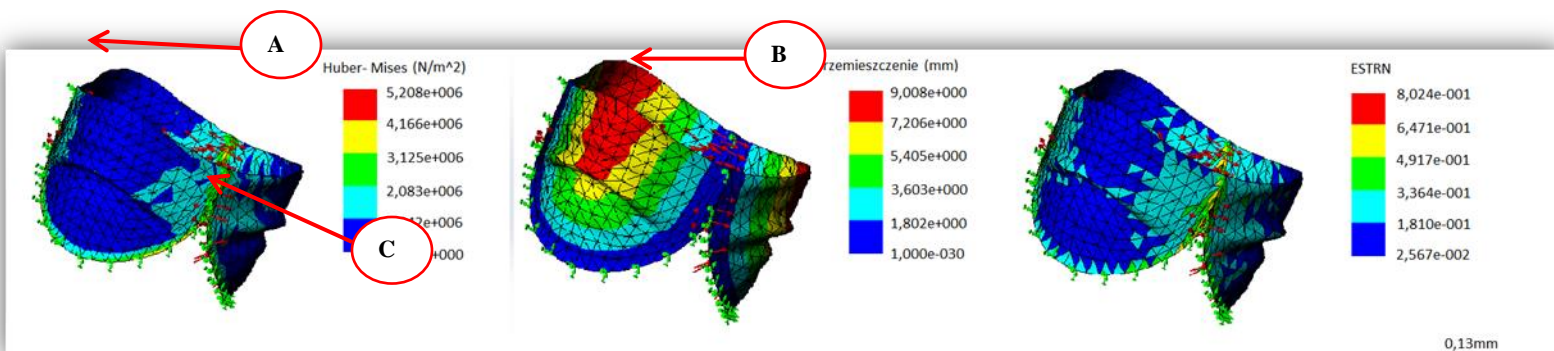 A
B
C
Huber- Mises (N/m^2)
5,208e+006
4,166e+006
3,125e+006
2,083e+006
rzemieszczenie (mm)
9,008e+000
7,206e+000
5,405e+000
3,603e+000
1,802e+000
1,000e-030
ESTRN
8,024e-001
6,471e-001
4,917e-001
3,364e-001
1,810e-001
2,567e-002
0,13mm